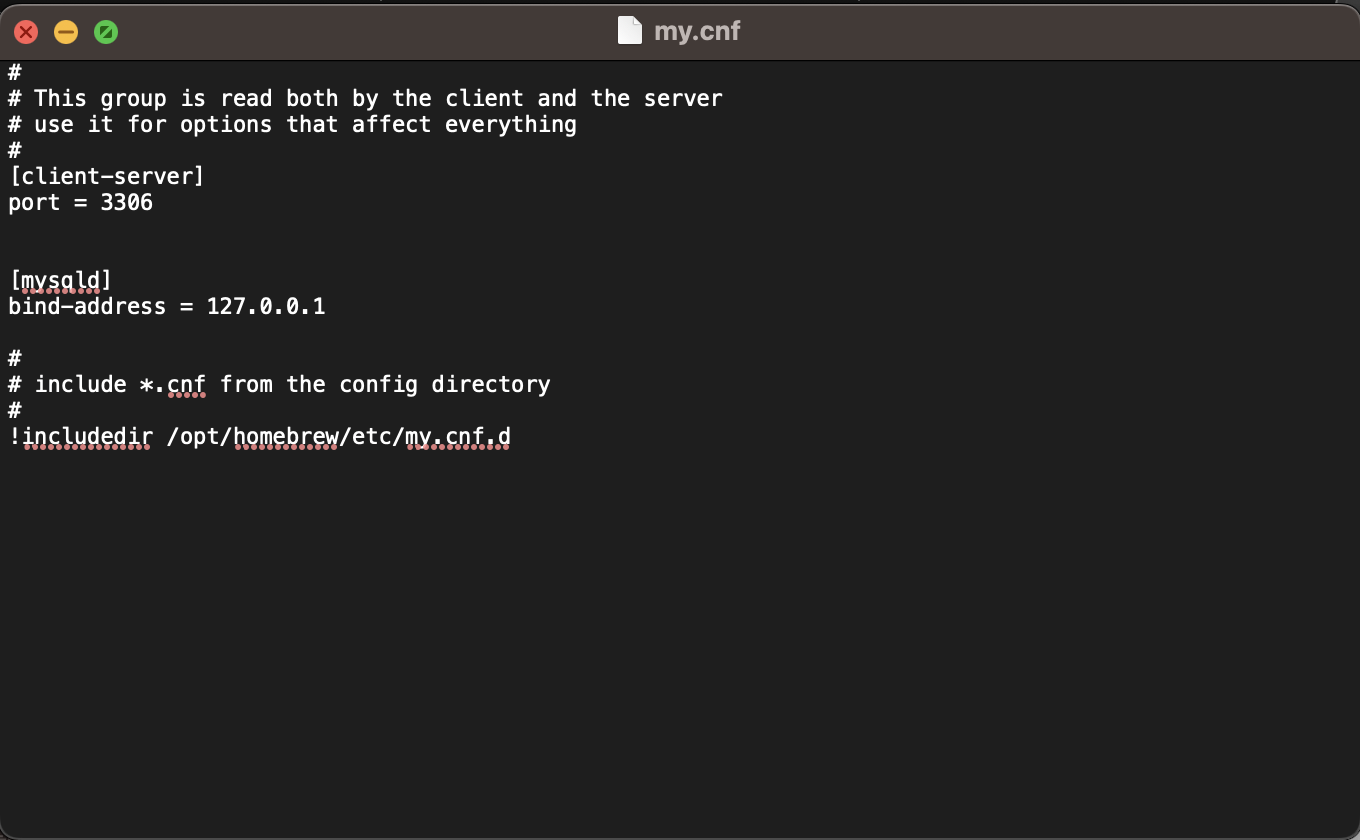 my.cnf
#
# This group is read both by the client and the server
# use it for options that affect everything
#
[client-server]
port = 3306
[mysqld]
bind-address = 127.0.0.1
#
# include *.cnf from the config directory
#
!includedir /opt/homebrew/etc/my.cnf.d